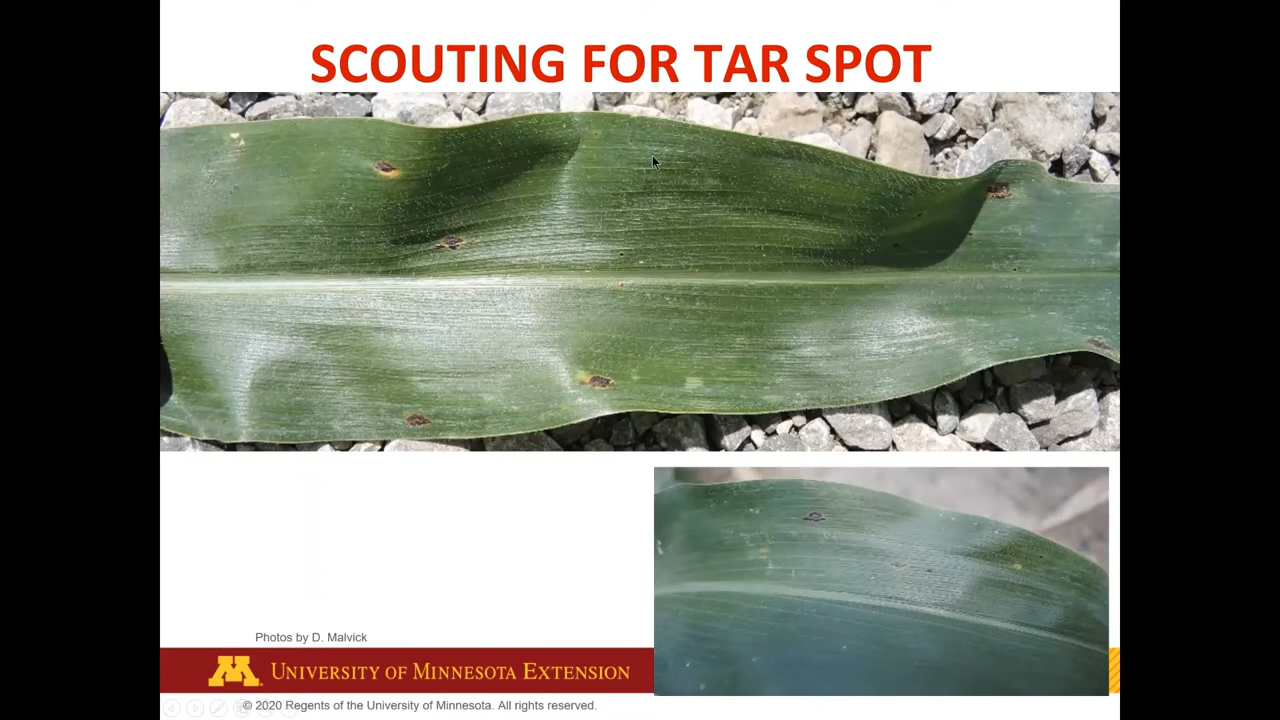 SCOUTING FOR TAR SPOT
Photos by D. Malvick
UNIVERSITY OF MINNESOTA EXTENSION
© 2020 Regents of the University of Minnesota. All rights reserved.